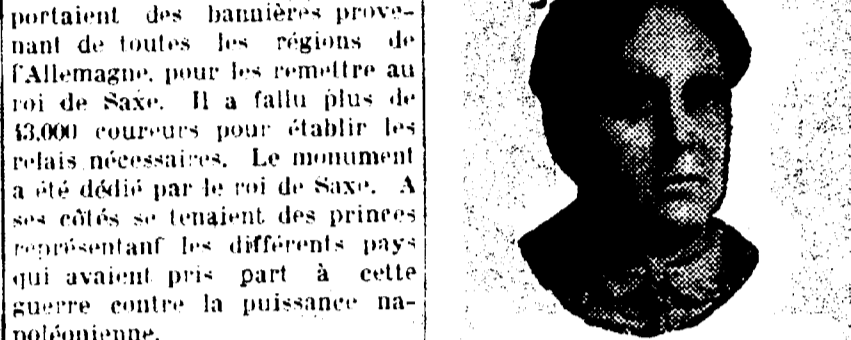 portaient des bannières prove-
nant de toutes les régions de
l'Allemagne, pour les remettre au
roi de Saxe. Il a fallu plus de
43,000 coureurs pour établir les
relais nécessaires. Le monument
a été dédié par le roi de Saxe. A
ses côtés se tenaient des princes
représentant les différents pays
qui avaient pris part à cette
guerre contre la puissance na-
poléonienne.